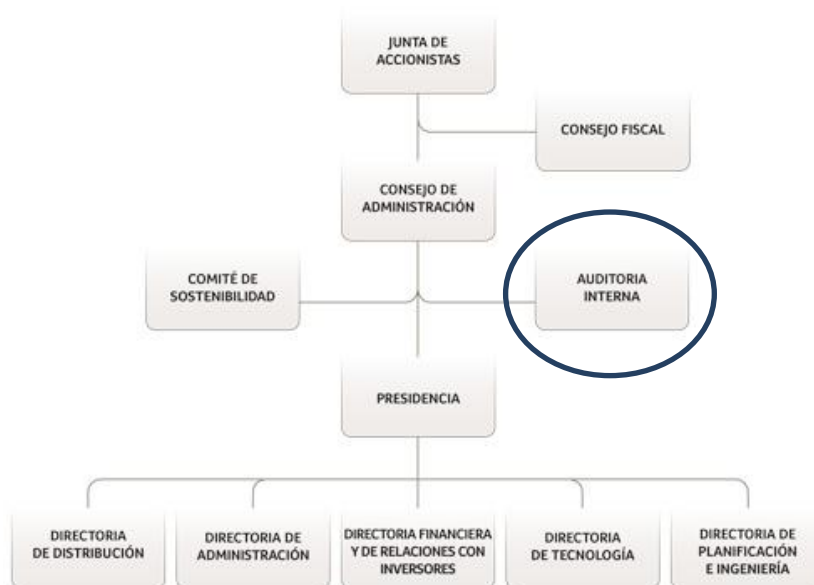 JUNTA DE
ACCIONISTAS
CONSEJO FISCAL
CONSEJO DE
ADMINISTRACIÓN
COMITÉ DE
SOSTENIBILIDAD
AUDITORIA
INTERNA
PRESIDENCIA
DIRECTORIA
DE DISTRIBUCIÓN
DIRECTORIA DE
ADMINISTRACIÓN
DIRECTORIA FINANCIERA
Y DE RELACIONES CON
INVERSORES
DIRECTORIA
DE TECNOLOGÍA
DIRECTORIA DE
PLANIFICACIÓN
E INGENIERÍA